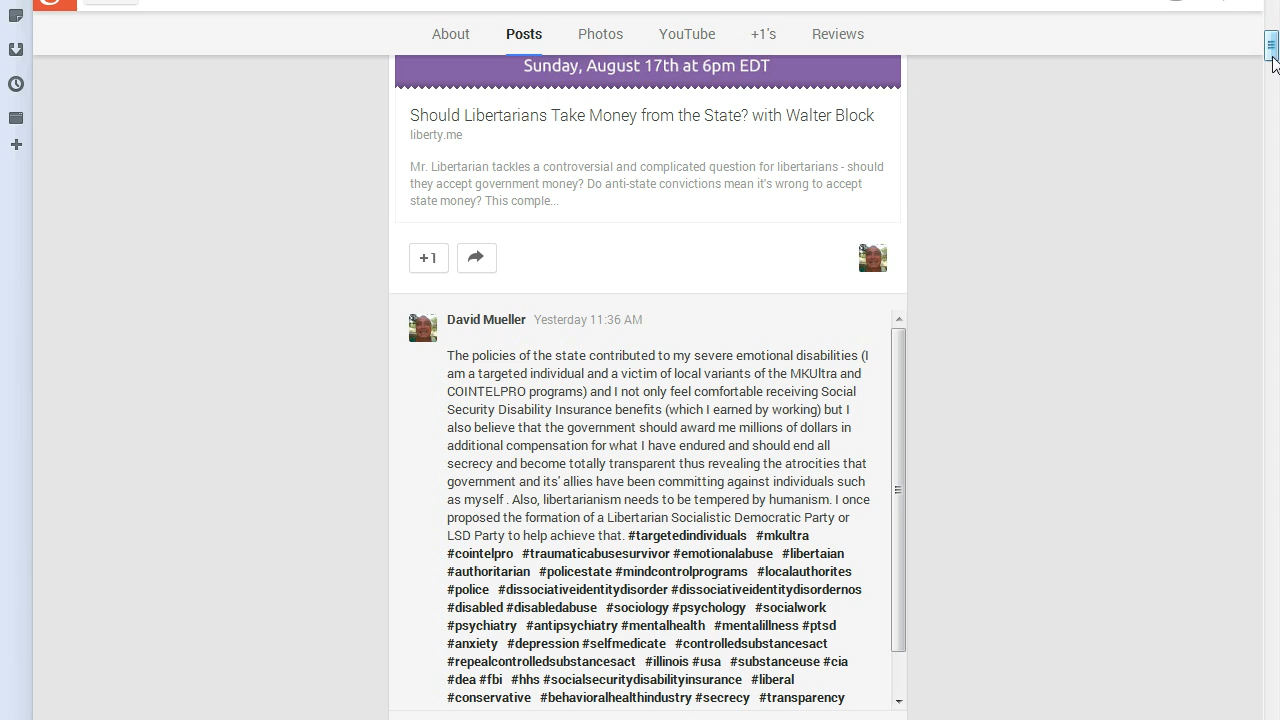 About Posts Photos YouTube +1's Reviews
Sunday, August 17th at 6pm EDT
Should Libertarians Take Money from the State? with Walter Block
liberty.me
Mr. Libertarian tackles a controversial and complicated question for libertarians - should
they accept government money? Do anti-state convictions mean it's wrong to accept
state money? This comple...
+1
David Mueller Yesterday 11:36 AM
The policies of the state contributed to my severe emotional disabilities (I
am a targeted individual and a victim of local variants of the MKUltra and
COINTELPRO programs) and I not only feel comfortable receiving Social
Security Disability Insurance benefits (which I earned by working) but I
also believe that the government should award me millions of dollars in
additional compensation for what I have endured and should end all
secrecy and become totally transparent thus revealing the atrocities that
government and its' allies have been committing against individuals such
as myself . Also, libertarianism needs to be tempered by humanism. I once
proposed the formation of a Libertarian Socialistic Democratic Party or
LSD Party to help achieve that. #targetedindividuals #mkultra
#cointelpro #traumaticabusesurvivor #emotionalabuse #libertaian
#authoritarian #policestate #mindcontrolprograms #localauthorites
#police #dissociativeidentitydisorder #dissociativeidentitydisordernos
#disabled #disabledabuse #sociology #psychology #socialwork
#psychiatry #antipsychiatry #mentalhealth #mentalillness #ptsd
#anxiety #depression #selfmedicate #controlledsubstancesact
#repealcontrolledsubstancesact #illinois #usa #substanceuse #cia
#dea #fbi #hhs #socialsecuritydisabilityinsurance #liberal
#conservative #behavioralhealthindustry #secrecy #transparency